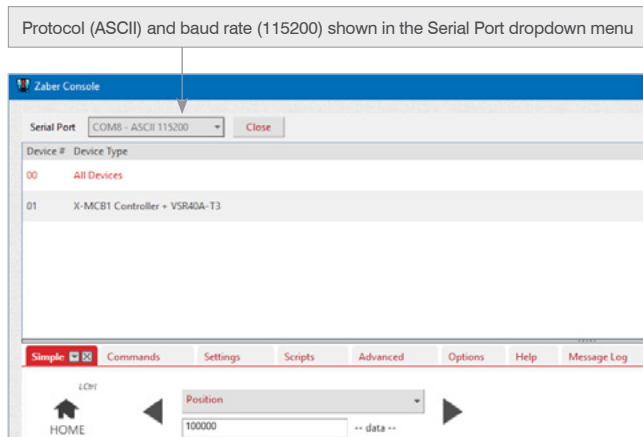 Protocol (ASCII) and baud rate (115200) shown in the Serial Port dropdown menu
Zaber Console
Serial Port COM8 - ASCII 115200 Close
Device # Device Type
00 All Devices
01 X-MCB1 Controller + VSR40A-T3
Simple Commands Settings Scripts Advanced Options Help Message Log
HOME
Position
100000 -- data --